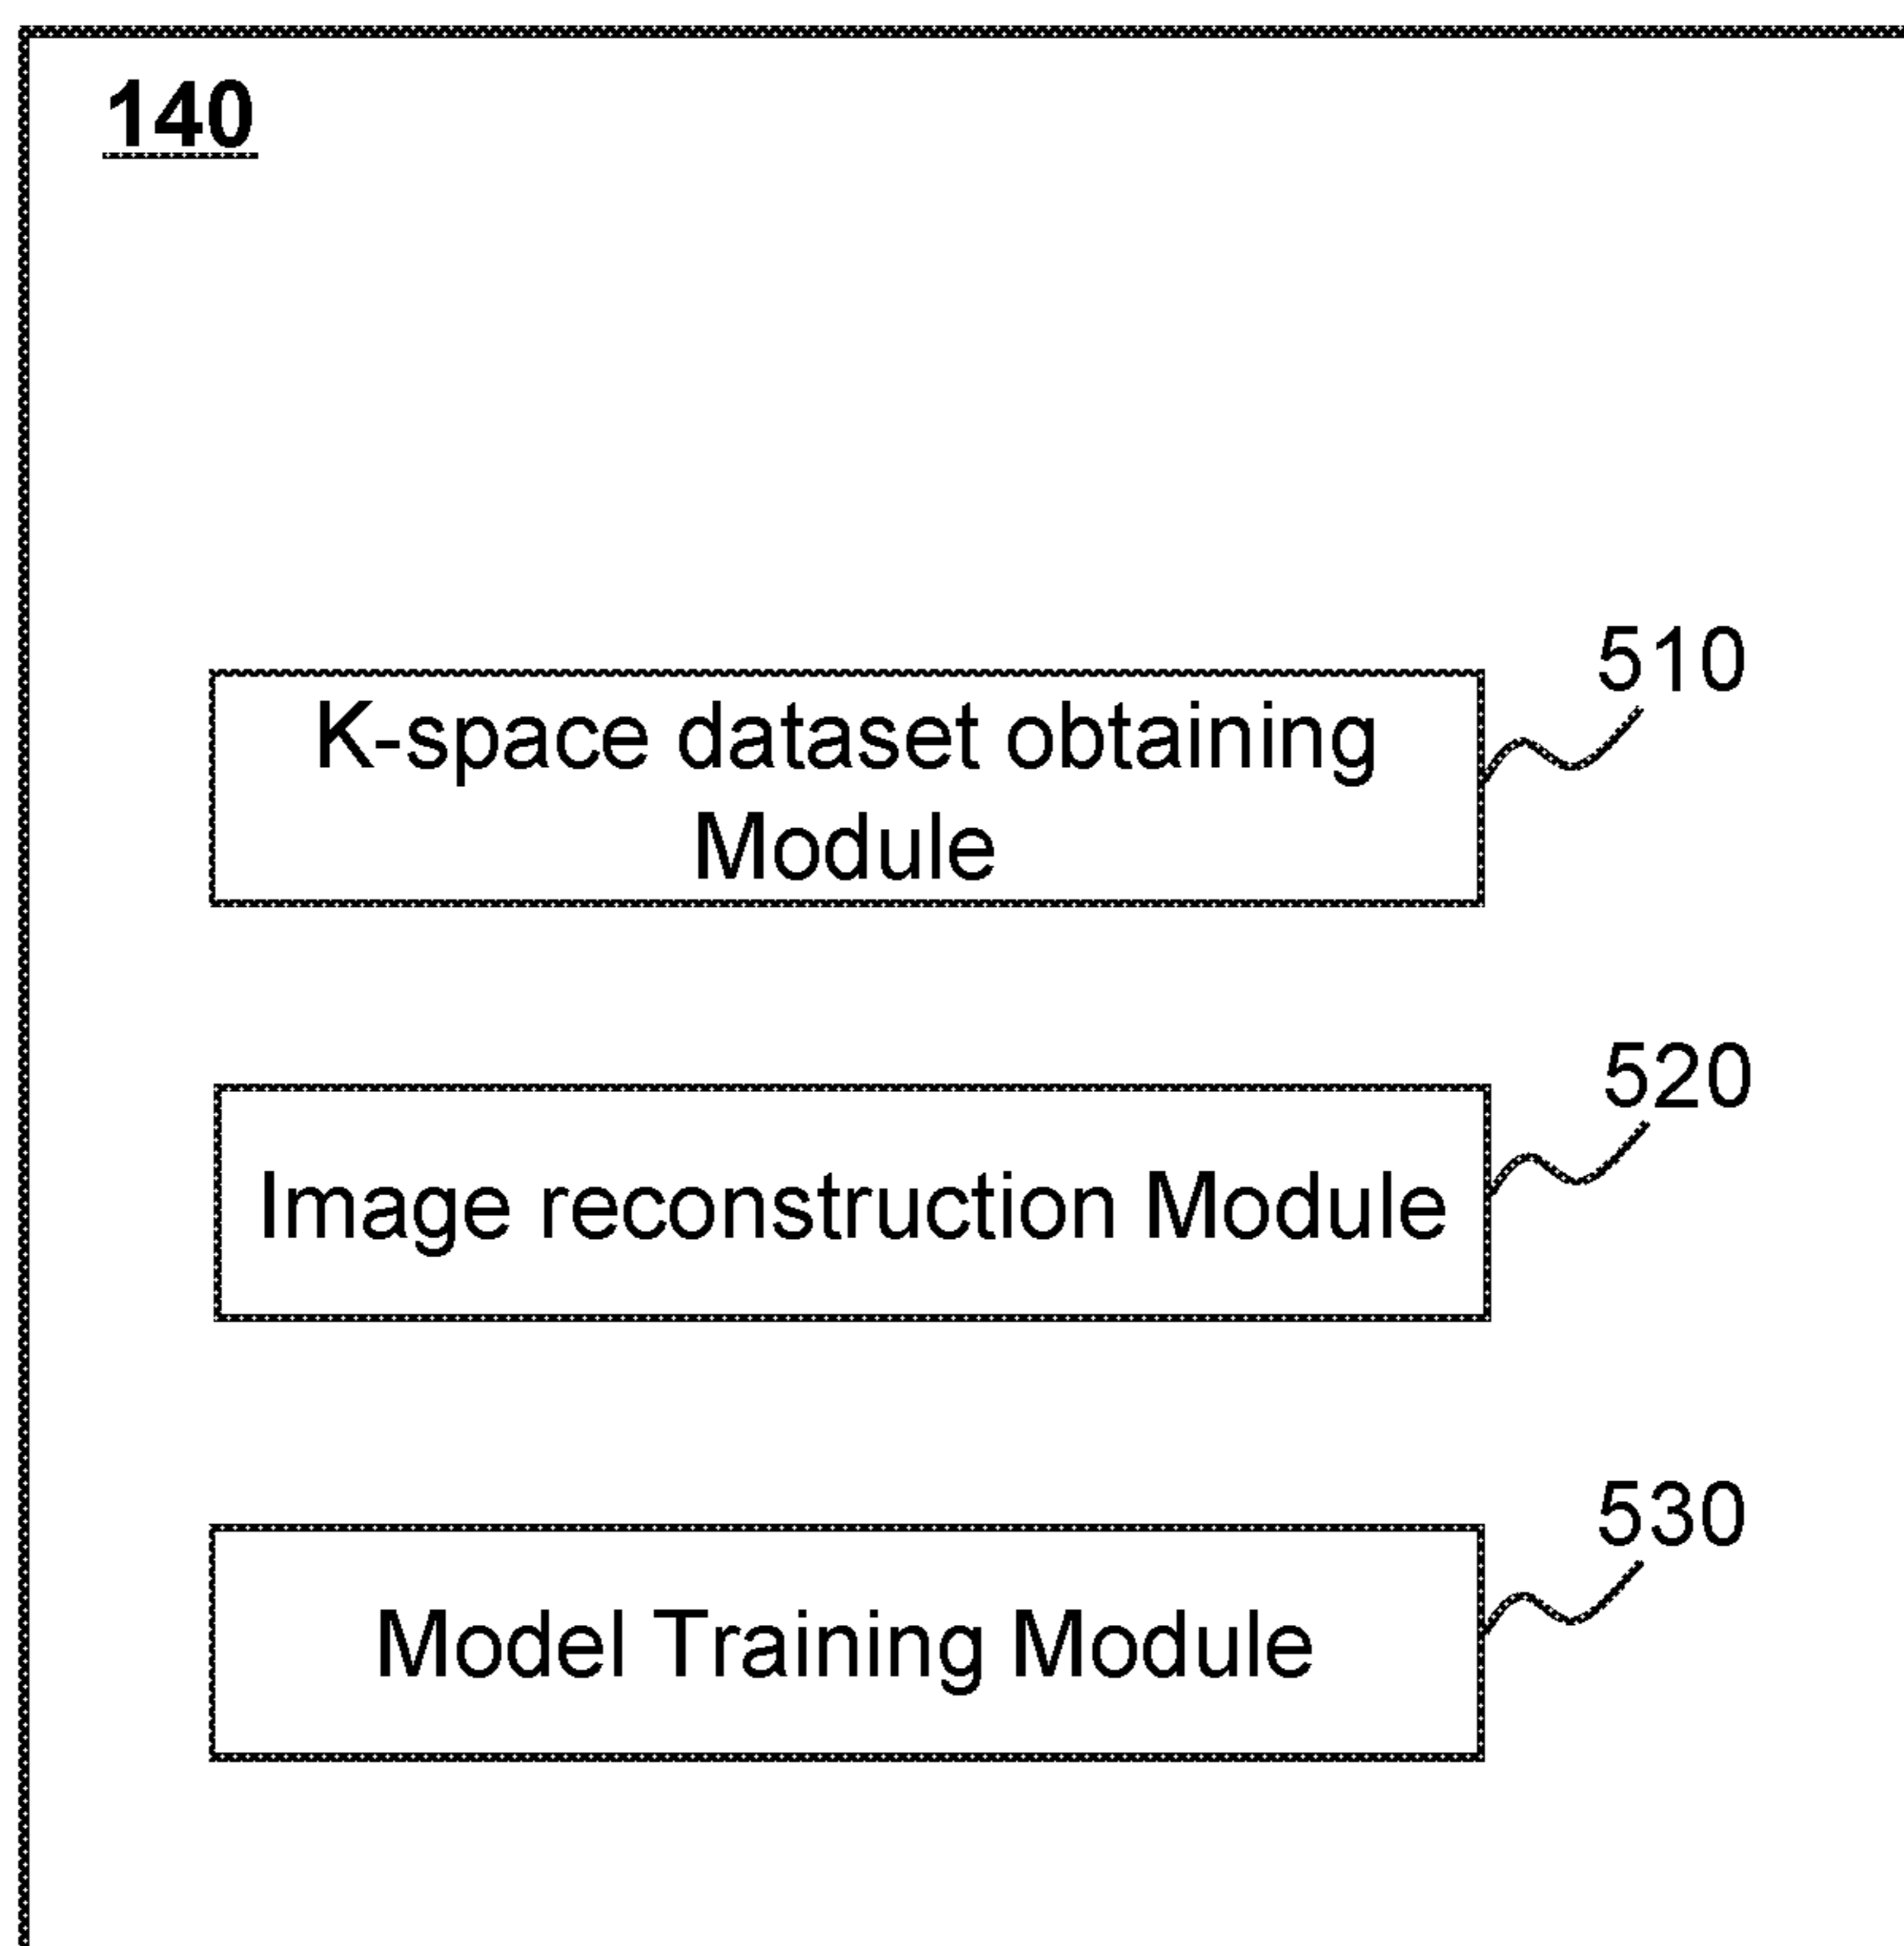 140
510
K-space dataset obtaining
Module
520
Image reconstruction Module
530
Model Training Module